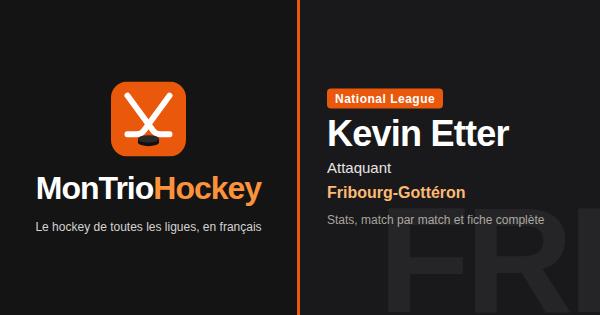 MonTrioHockey
Le hockey de toutes les ligues, en français
National League
Kevin Etter
Attaquant
Fribourg-Gottéron
Stats, match par match et fiche complète
FRI